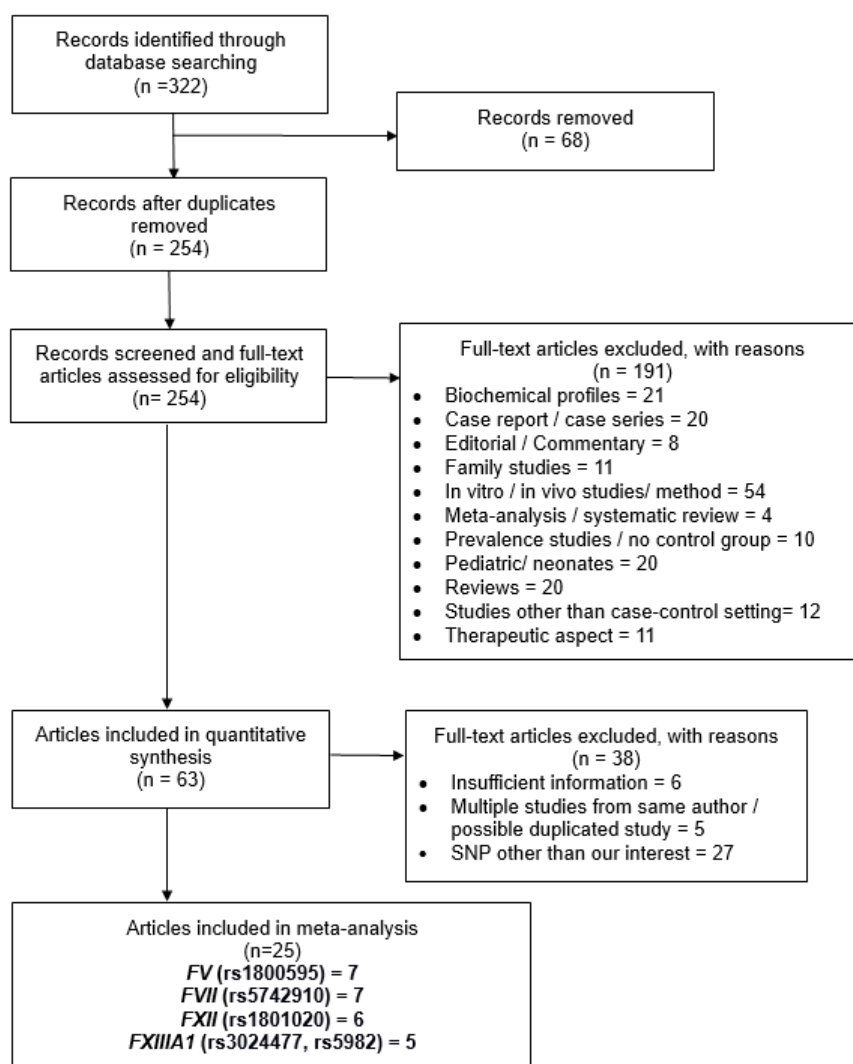 Records identified through
database searching
(n =322)
Records removed
(n = 68)
Records after duplicates
removed
(n = 254)
Records screened and full-text
articles assessed for eligibility
(n= 254)
Full-text articles excluded, with reasons
(n = 191)
• Biochemical profiles = 21
• Case report / case series = 20
• Editorial / Commentary = 8
• Family studies = 11
• In vitro / in vivo studies/ method = 54
• Meta-analysis / systematic review = 4
• Prevalence studies / no control group = 10
• Pediatric/ neonates = 20
• Reviews = 20
• Studies other than case-control setting= 12
• Therapeutic aspect = 11
Articles included in quantitative
synthesis
(n = 63)
Full-text articles excluded, with reasons
(n = 38)
• Insufficient information = 6
• Multiple studies from same author /
possible duplicated study = 5
• SNP other than our interest = 27
Articles included in meta-analysis
(n=25)
FV (rs1800595) = 7
FVII (rs5742910) = 7
FXII (rs1801020) = 6
FXIIIA1 (rs3024477, rs5982) = 5